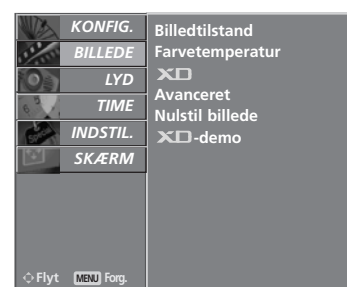 KONFIG.
BILLEDE
LYD
TIME
INDSTIL.
SKÆRM
Flyt MENU Forg.
Billedtilstand
Farvetemperatur
XD
Avanceret
Nulstil billede
XD-demo